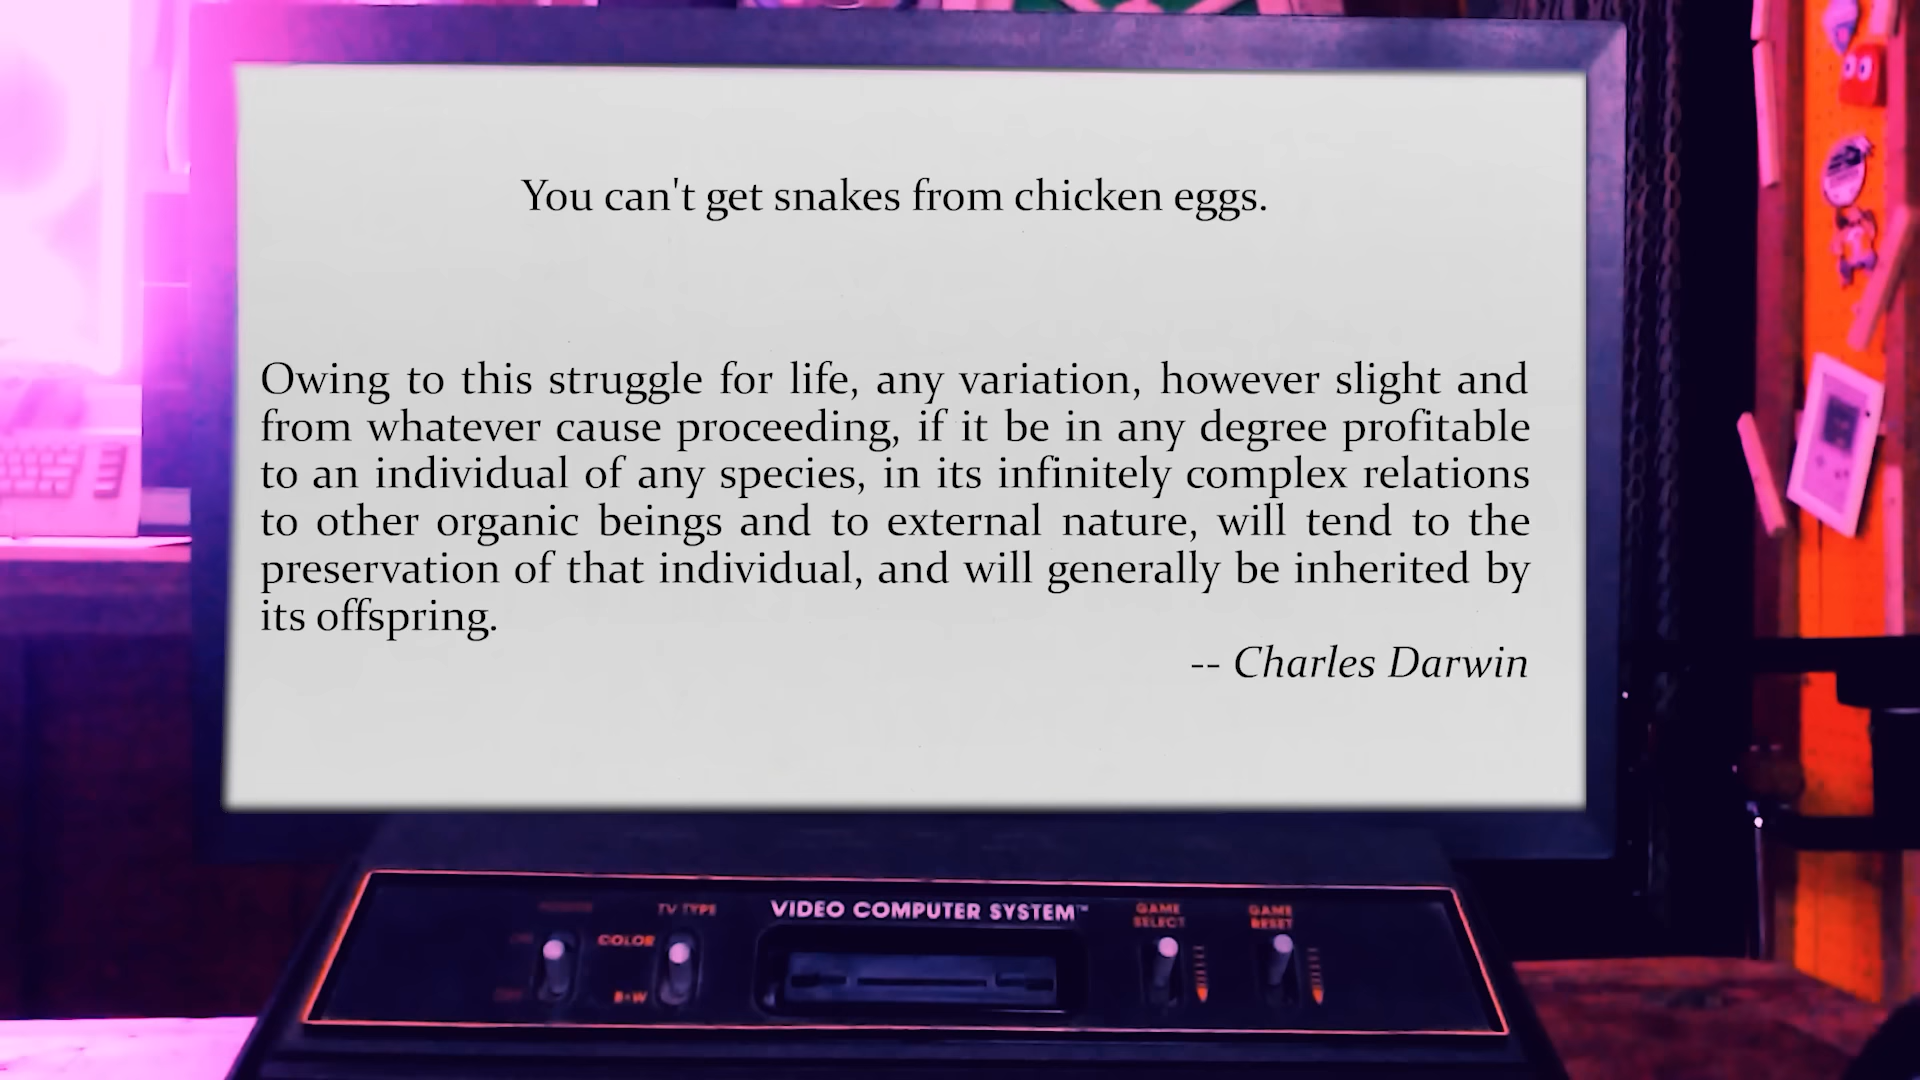 You can't get snakes from chicken eggs.
Owing to this struggle for life, any variation, however slight and
from whatever cause proceeding, if it be in any degree profitable
to an individual of any species, in its infinitely complex relations
to other organic beings and to external nature, will tend to the
preservation of that individual, and will generally be inherited by
its offspring.
-- Charles Darwin
TV TYPE
VIDEO COMPUTER SYSTEM™
GAME
SELECT
GAME
RESET
COLOR
B•W